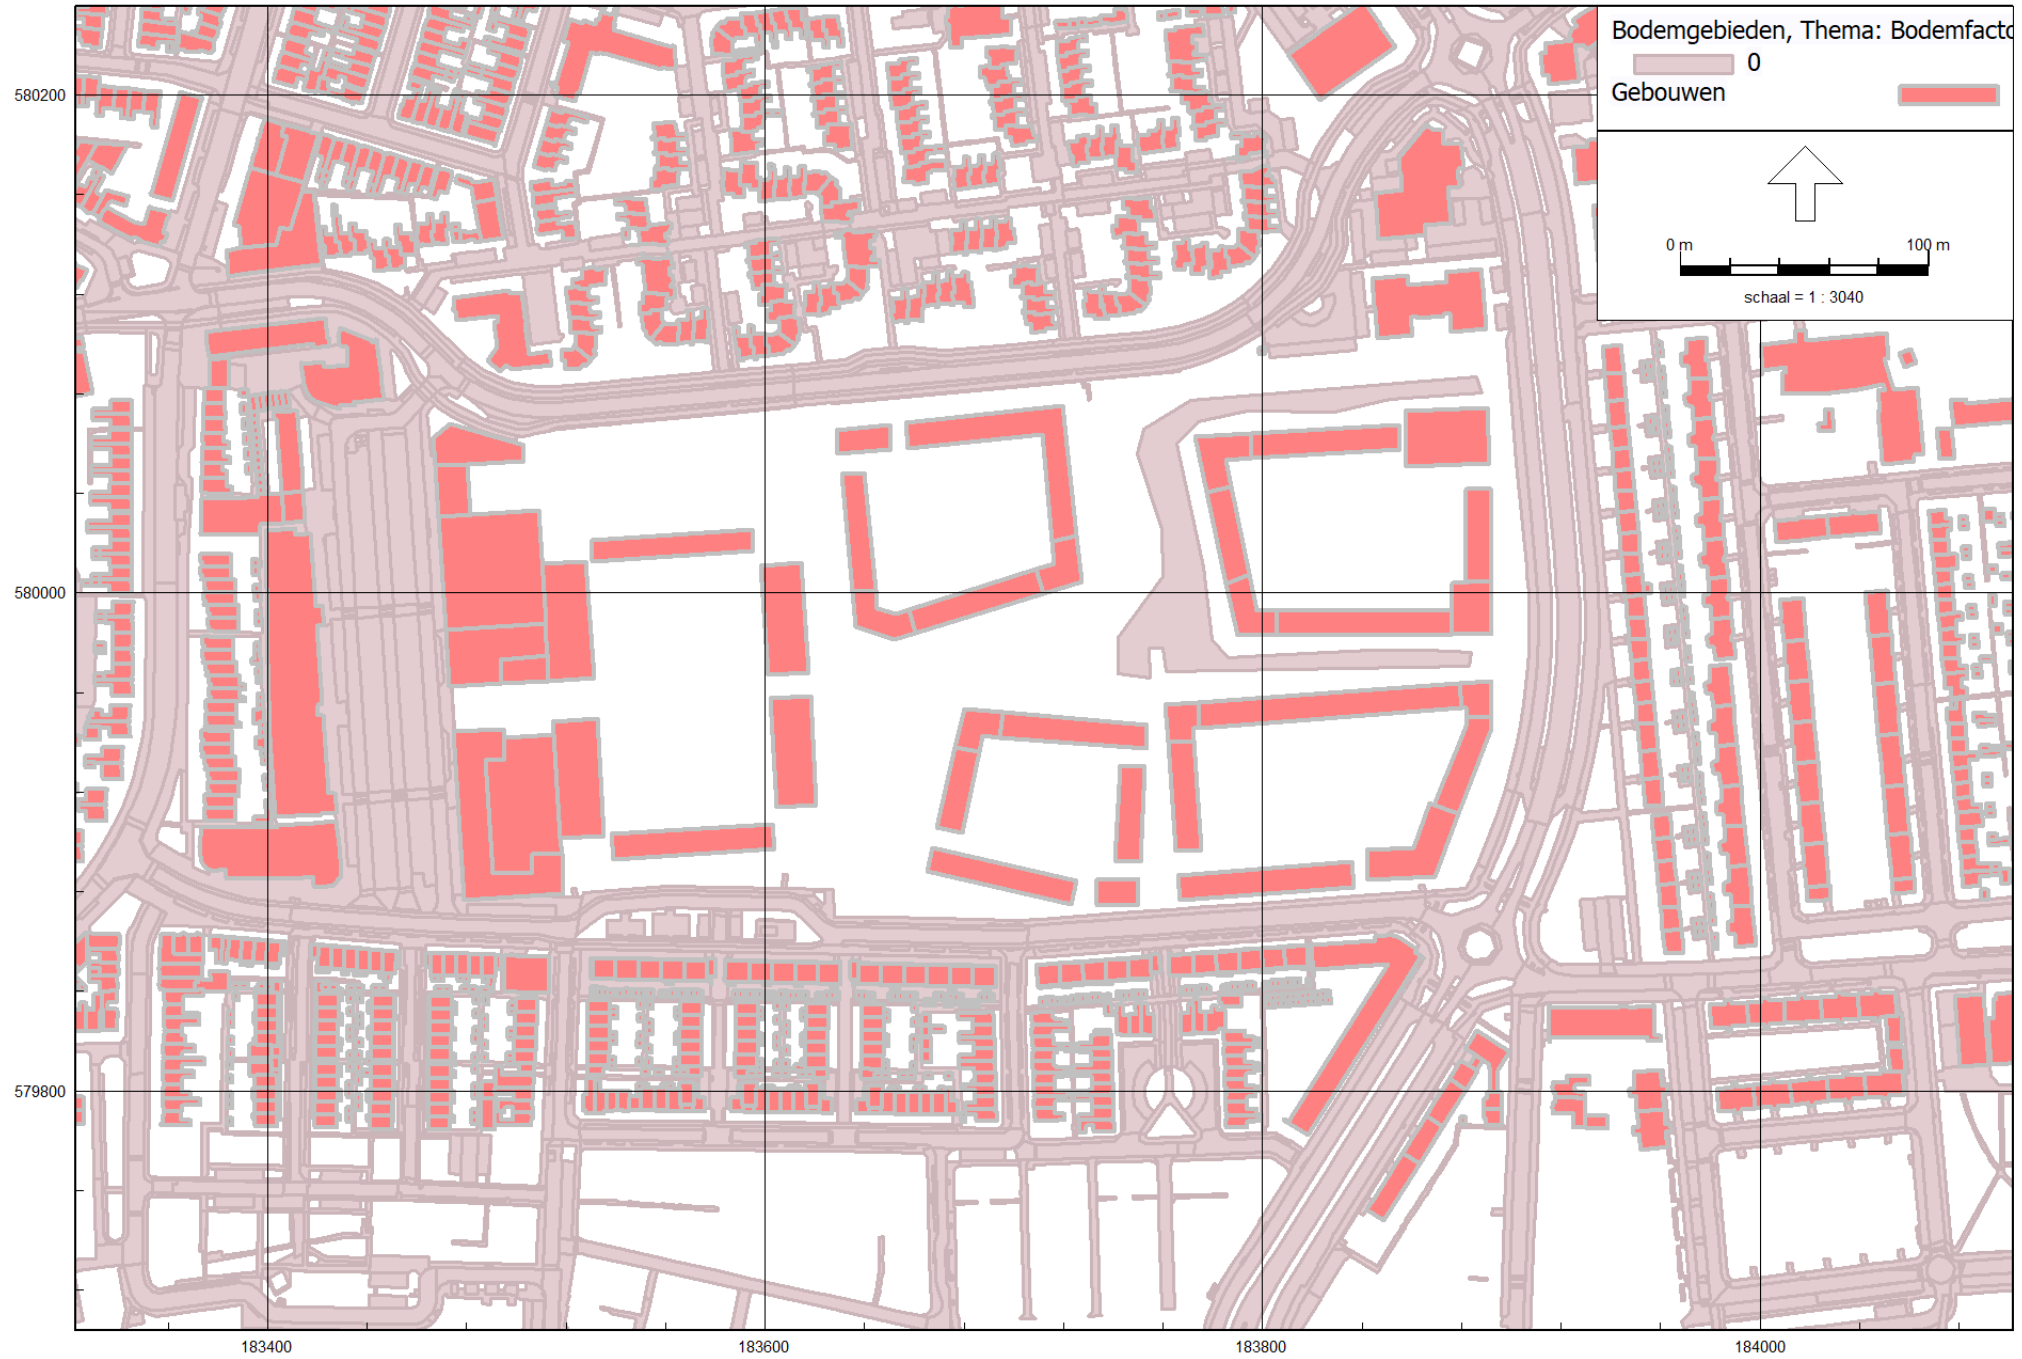 Bodemgebieden, Thema: Bodemfacto
0
Gebouwen
0 m 100 m
schaal = 1 : 3040
580200
580000
579800
183400 183600 183800 184000